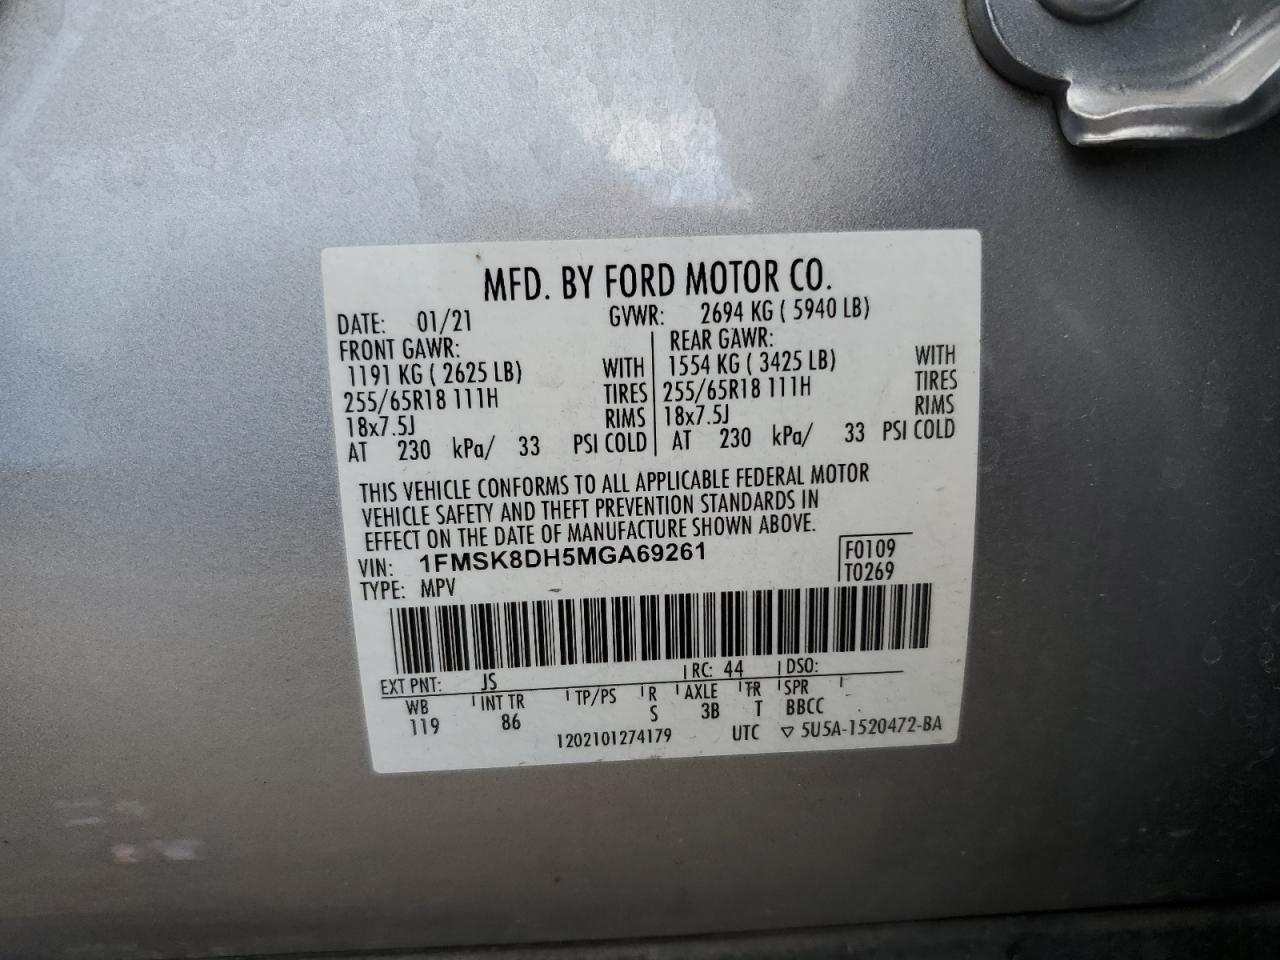 MFD. BY FORD MOTOR CO.
DATE: 01/21 GVWR: 2694 KG ( 5940 LB)
FRONT GAWR: REAR GAWR:
1191 KG ( 2625 LB) WITH 1554 KG ( 3425 LB) WITH
255/65R18 111H TIRES 255/65R18 111H TIRES
18x7.5J RIMS 18x7.5J RIMS
AT 230 kPa/ 33 PSI COLD AT 230 kPa/ 33 PSI COLD
THIS VEHICLE CONFORMS TO ALL APPLICABLE FEDERAL MOTOR
VEHICLE SAFETY AND THEFT PREVENTION STANDARDS IN
EFFECT ON THE DATE OF MANUFACTURE SHOWN ABOVE.
VIN: 1FMSK8DH5MGA69261 F0109
TYPE: MPV T0269
EXT PNT: JS RC: 44 DSO:
WB INT TR TP/PS R AXLE TR SPR
119 86 S 3B T BBCC
1202101274179 UTC ▽ 5U5A-1520472-BA